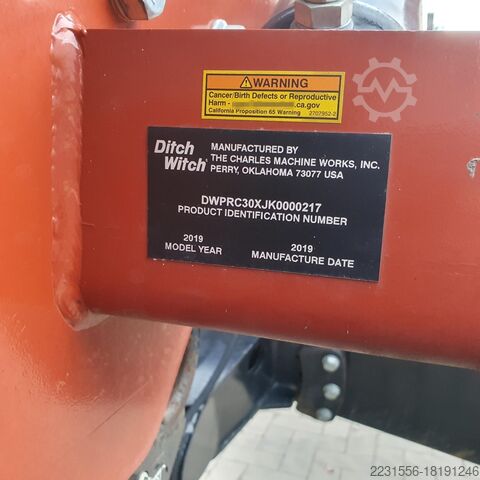 WARNING
Cancer/Birth Defects or Reproductive
Harm - .ca.gov
California Proposition 65 Warning 2707952-2
Ditch
Witch®
MANUFACTURED BY
THE CHARLES MACHINE WORKS, INC.
PERRY, OKLAHOMA 73077 USA
DWPRC30XJK0000217
PRODUCT IDENTIFICATION NUMBER
2019 2019
MODEL YEAR MANUFACTURE DATE
2231556-18191246